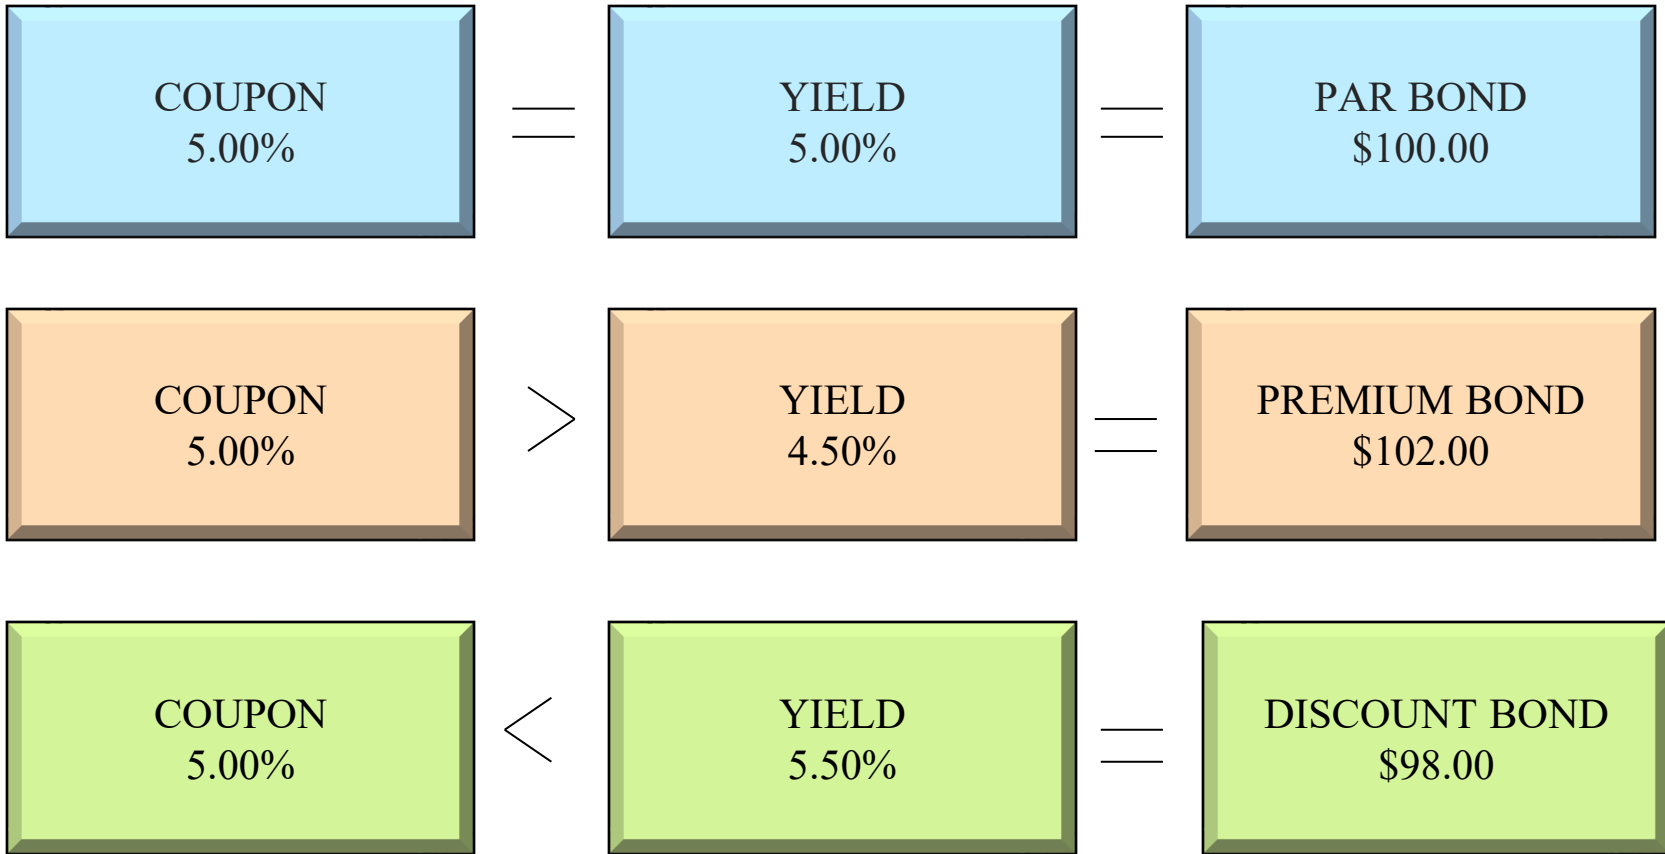 COUPON
5.00%
=
YIELD
5.00%
=
PAR BOND
$100.00
COUPON
5.00%
>
YIELD
4.50%
=
PREMIUM BOND
$102.00
COUPON
5.00%
<
YIELD
5.50%
=
DISCOUNT BOND
$98.00